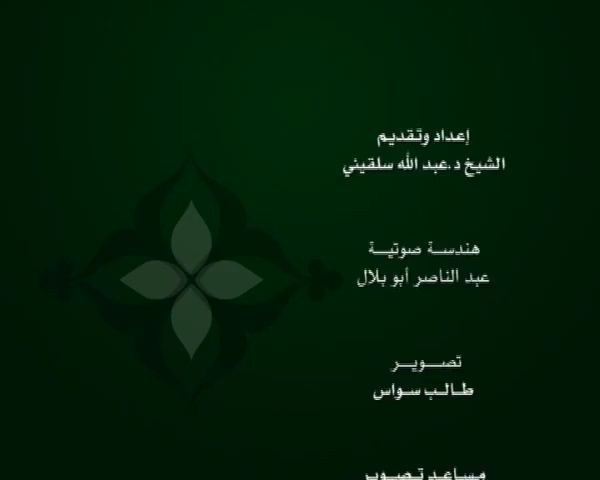 إعداد وتقديم
الشيخ د.عبد الله سلقيني
هندسة صوتية
عبد الناصر أبو بلال
تصوير
طالب سواس
مساعد تصوير